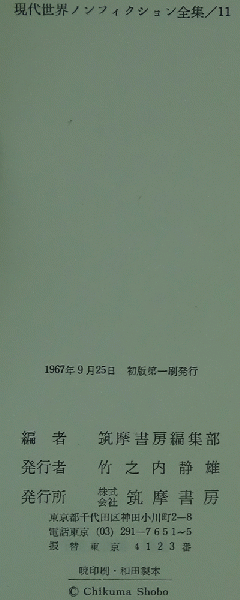 現代世界ノンフィクション全集/11
1967年9月25日 初版第一刷発行
編者 筑摩書房編集部
発行者 竹之内静雄
発行所 株式会社 筑摩書房
東京都千代田区神田小川町2—8
電話東京 (03) 291—7651~5
振替東京 4123番
印刷・和田製本
© Chikuma Shobo